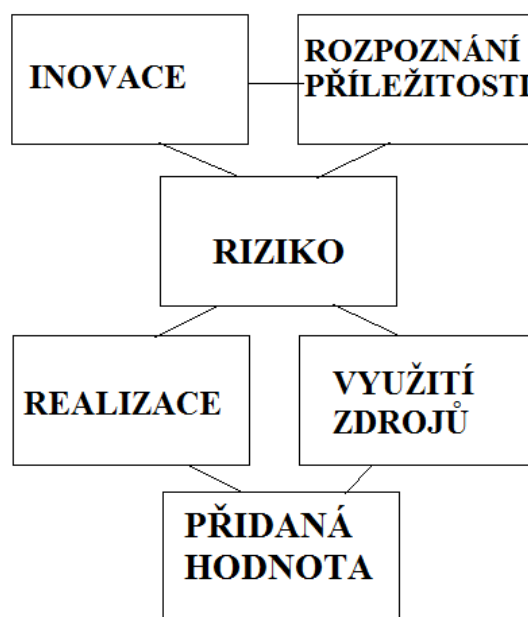 INOVACE
ROZPOZNÁNÍ
PŘÍLEŽITOSTI
RIZIKO
REALIZACE
VYUŽITÍ
ZDROJŮ
PŘIDANÁ
HODNOTA